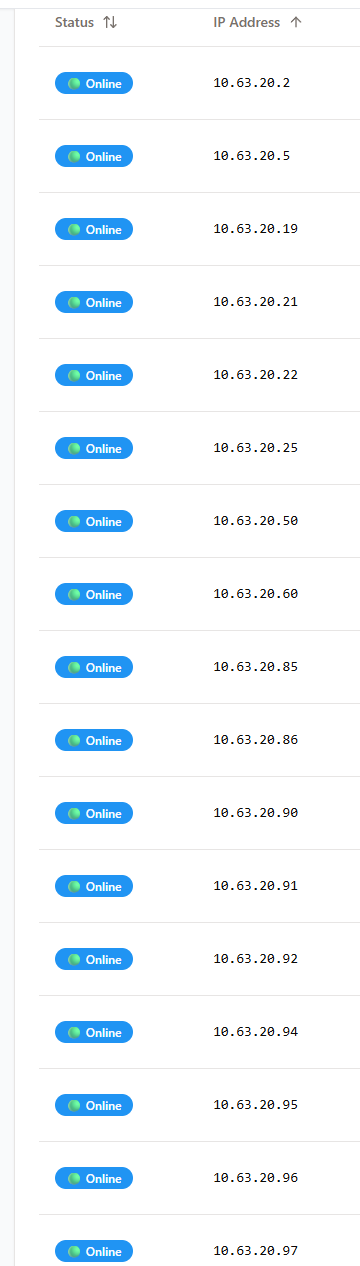 Status IP Address
Online 10.63.20.2
Online 10.63.20.5
Online 10.63.20.19
Online 10.63.20.21
Online 10.63.20.22
Online 10.63.20.25
Online 10.63.20.50
Online 10.63.20.60
Online 10.63.20.85
Online 10.63.20.86
Online 10.63.20.90
Online 10.63.20.91
Online 10.63.20.92
Online 10.63.20.94
Online 10.63.20.95
Online 10.63.20.96
Online 10.63.20.97